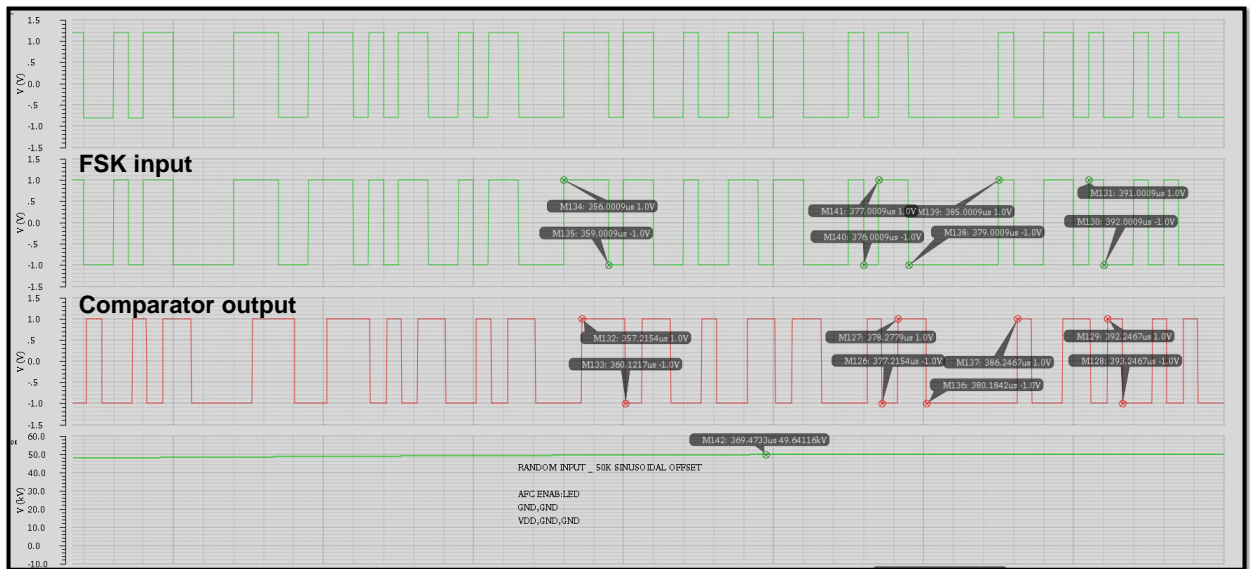 1.5
1.0
.5
0.0
-.5
-1.0
-1.5
V (V)
FSK input
1.5
1.0
.5
0.0
-.5
-1.0
-1.5
V (V)
M134: 356.0009us 1.0V
M135: 359.0009us -1.0V
M141: 377.0009us 1.0V
M139: 385.0009us 1.0V
M140: 376.0009us -1.0V
M138: 379.0009us -1.0V
M131: 391.0009us 1.0V
M130: 392.0009us -1.0V
Comparator output
1.5
1.0
.5
0.0
-.5
-1.0
-1.5
V (V)
M132: 357.2154us 1.0V
M133: 360.1217us -1.0V
M127: 378.2779us 1.0V
M126: 377.2154us -1.0V
M137: 386.2467us 1.0V
M136: 380.1842us -1.0V
M129: 392.2467us 1.0V
M128: 393.2467us -1.0V
60.0
50.0
40.0
30.0
20.0
10.0
0.0
-10.0
V (kV)
M142: 369.4733us 49.64116kV
RANDOM INPUT _ 50K SINUSOIDAL OFFSET
AFC ENAB:LED
GND,GND
VDD,GND,GND